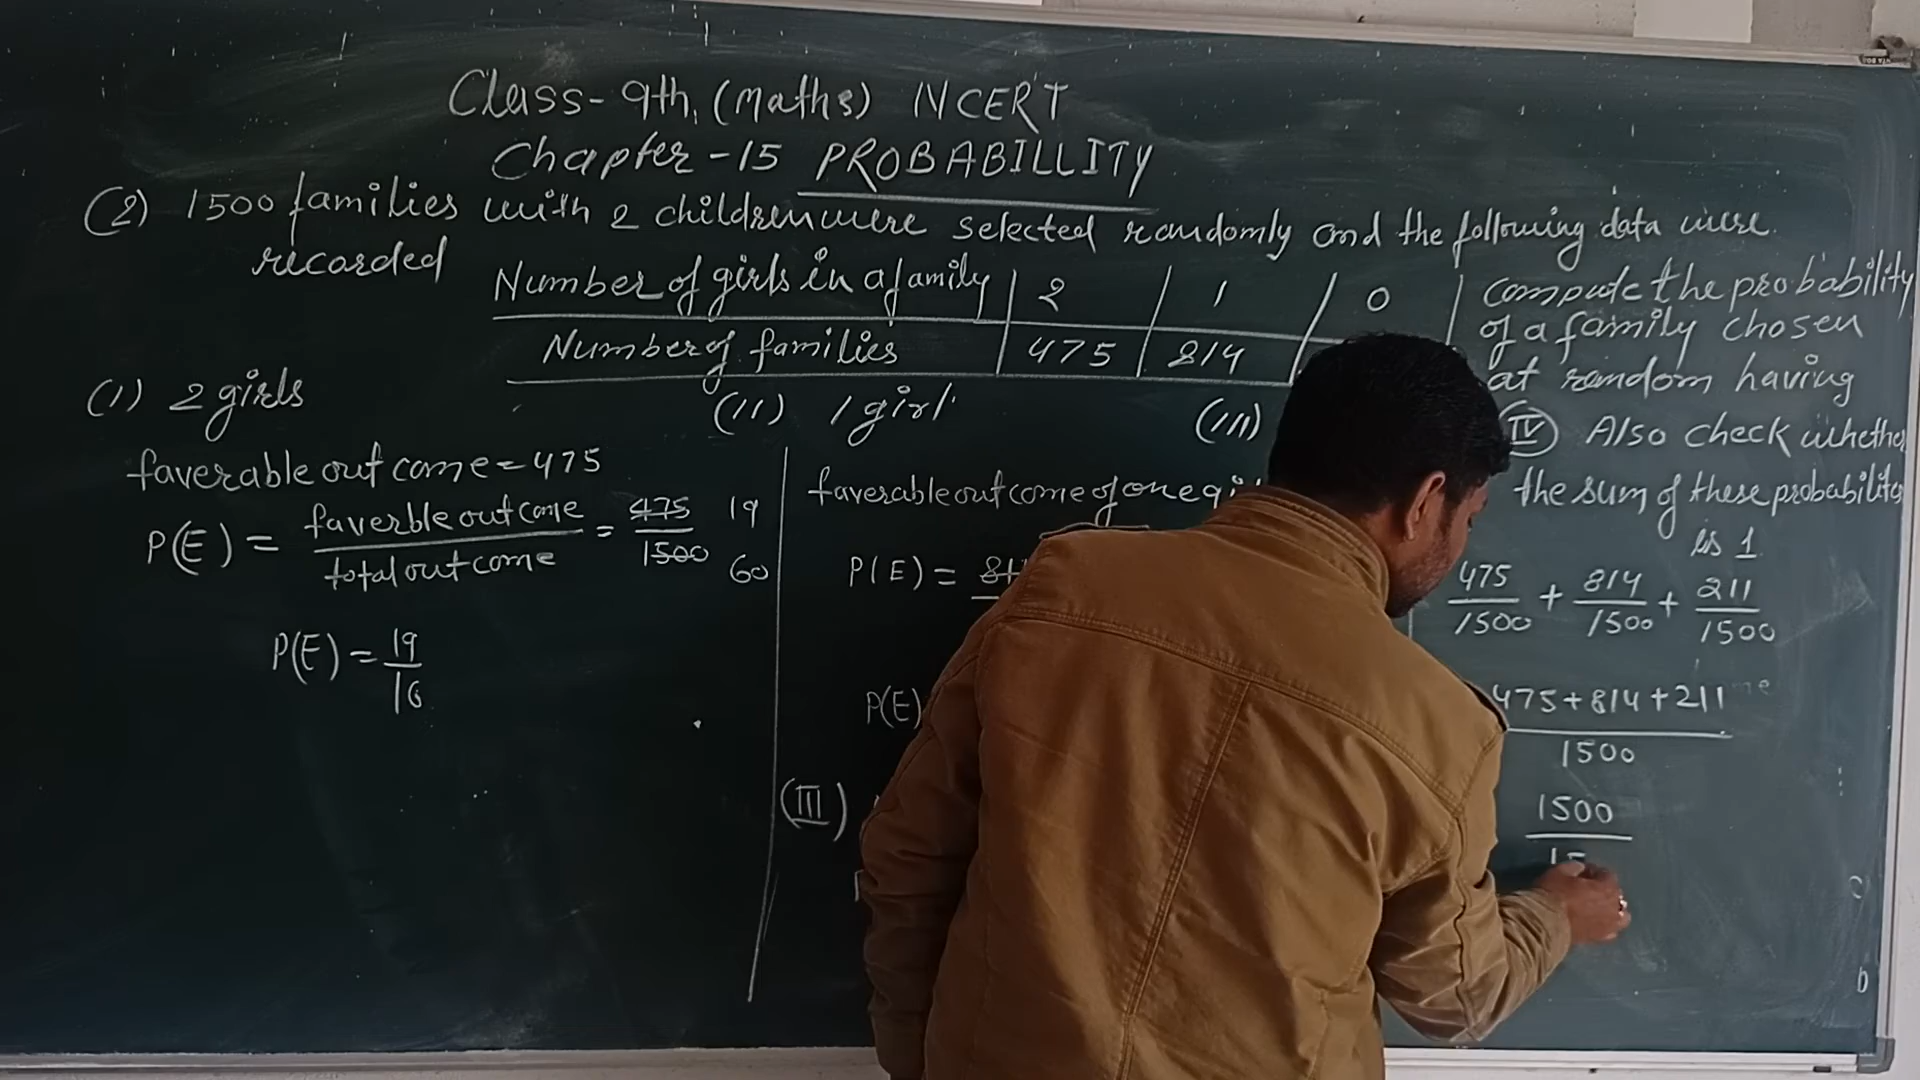 Class-9th, (Maths) NCERT
Chapter-15 PROBABILLITY
(2) 1500 families with 2 children were selected randomly and the following data were
recorded
Number of girls in a family | 2 | 1 | 0
Number of families | 475 | 814 |
Compute the probability
of a family chosen
at random having
(1) 2 girls
(11) 1 girl
(111)
(IV) Also check whether
the sum of these probabilites
is 1.
faverable out come = 475
P(E) = faverble out come / total out come = 475/1500 19 60
P(E) = 19/16
faverable out come of one
P(E) =
P(E)
(III)
475/1500 + 814/1500 + 211/1500
475+814+211
1500
1500
15